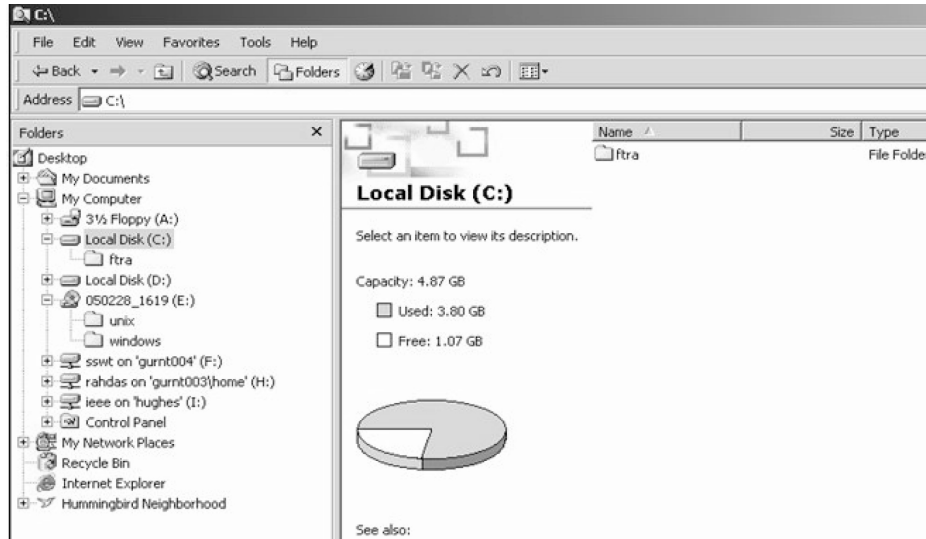 C:\
File Edit View Favorites Tools Help
Back Search Folders
Address C:\
Folders
Desktop
My Documents
My Computer
3½ Floppy (A:)
Local Disk (C:)
ftra
Local Disk (D:)
050228_1619 (E:)
unix
windows
sswt on 'gurnt004' (F:)
rahdas on 'gurnt003\home' (H:)
ieee on 'hughes' (I:)
Control Panel
My Network Places
Recycle Bin
Internet Explorer
Hummingbird Neighborhood
Local Disk (C:)
Select an item to view its description.
Capacity: 4.87 GB
Used: 3.80 GB
Free: 1.07 GB
See also:
Name Size Type
ftra File Folde